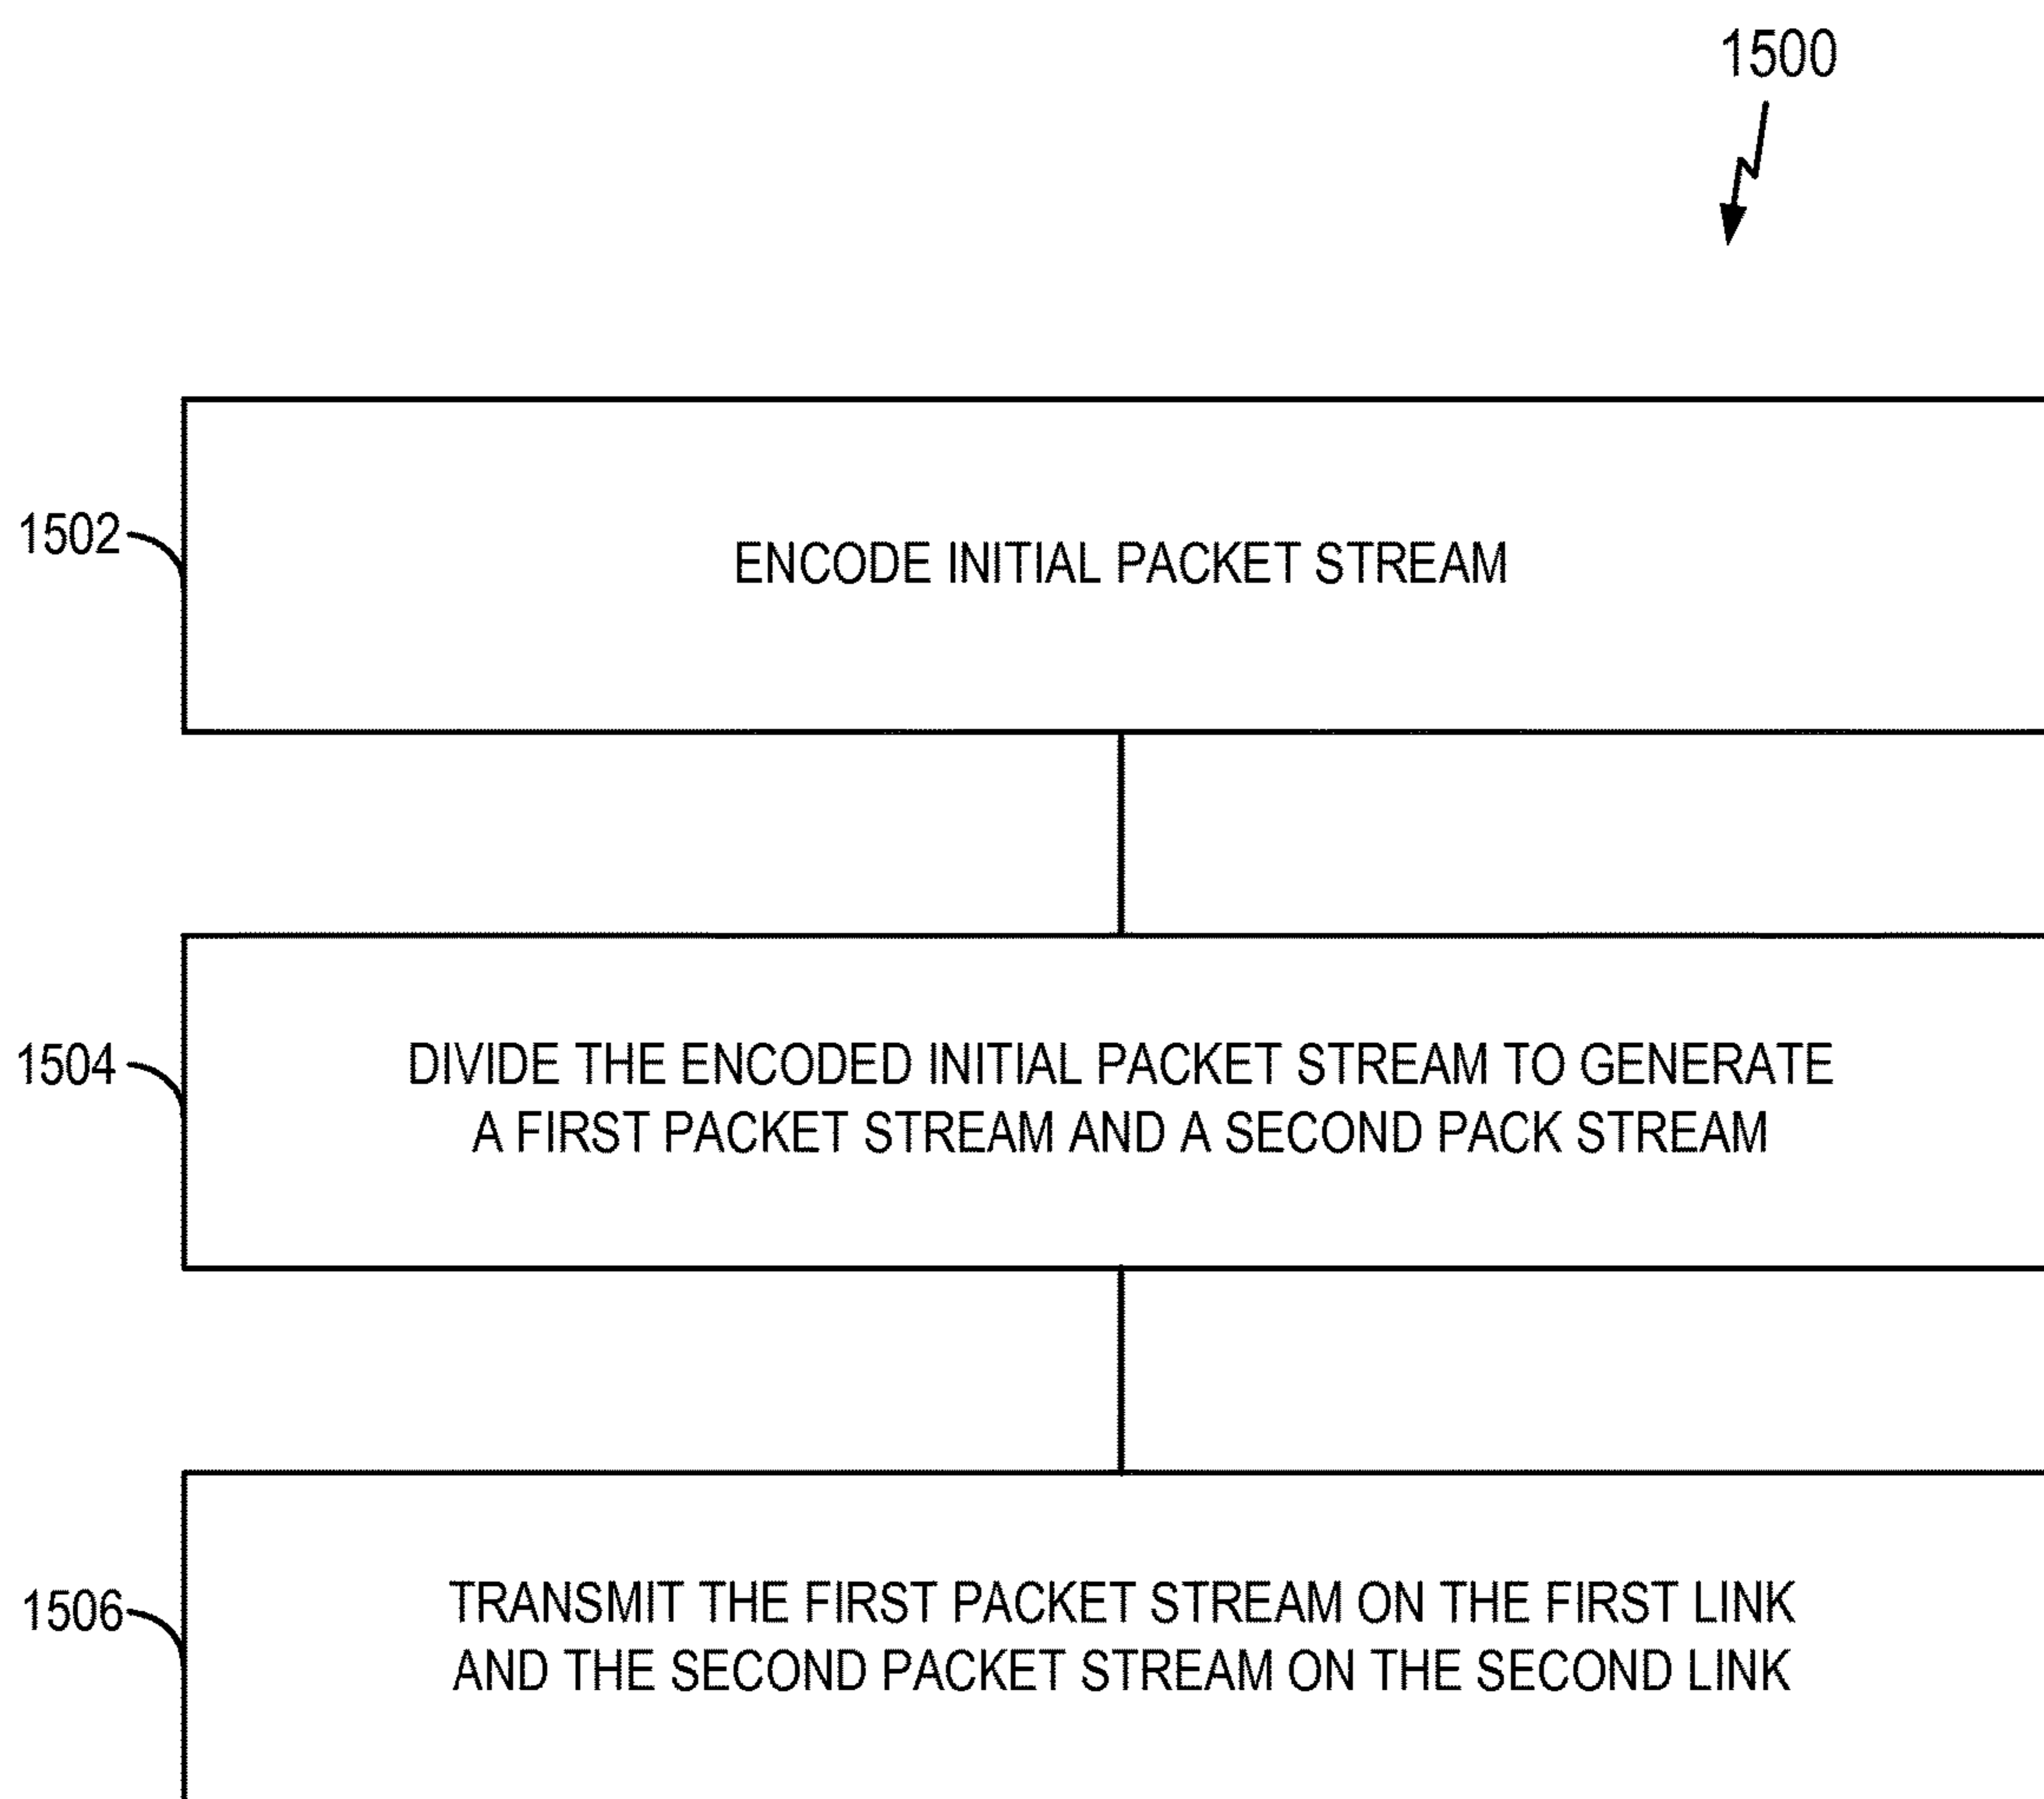 1500
1502
ENCODE INITIAL PACKET STREAM
1504
DIVIDE THE ENCODED INITIAL PACKET STREAM TO GENERATE
A FIRST PACKET STREAM AND A SECOND PACK STREAM
1506
TRANSMIT THE FIRST PACKET STREAM ON THE FIRST LINK
AND THE SECOND PACKET STREAM ON THE SECOND LINK